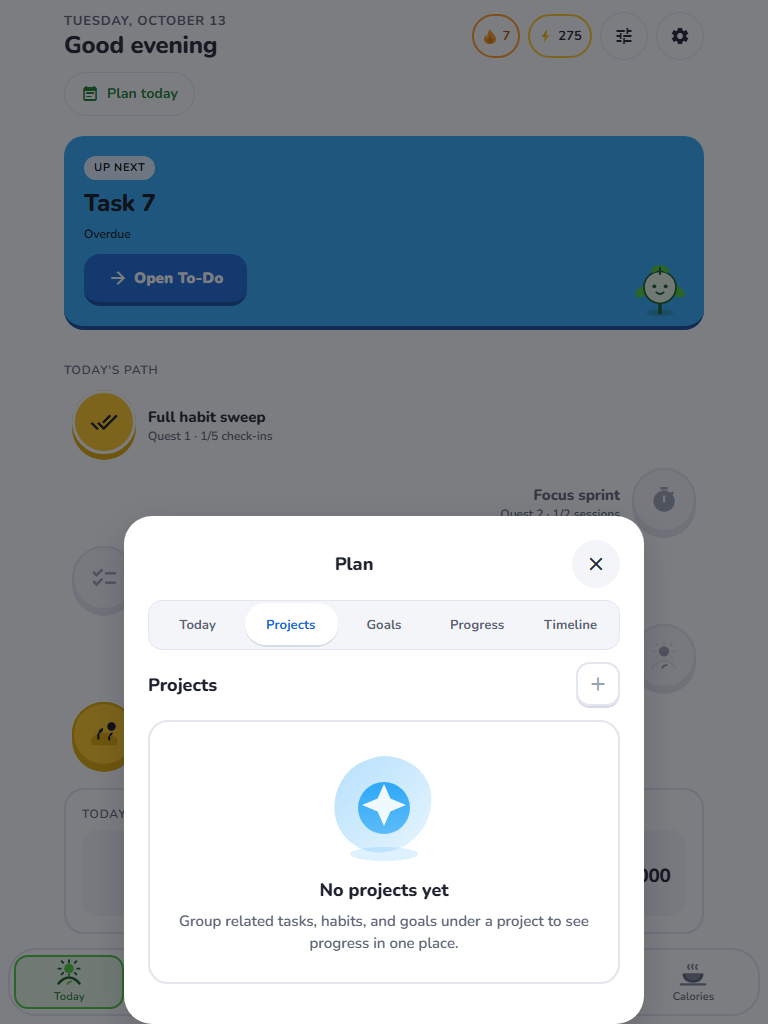 TUESDAY, OCTOBER 13
Good evening
7
275
Plan today
UP NEXT
Task 7
Overdue
Open To-Do
TODAY'S PATH
Full habit sweep
Quest 1 · 1/5 check-ins
Focus sprint
Quest 2 · 1/2 sessions
Plan
Today
Projects
Goals
Progress
Timeline
Projects
No projects yet
Group related tasks, habits, and goals under a project to see
progress in one place.
TODAY
000
Today
Calories